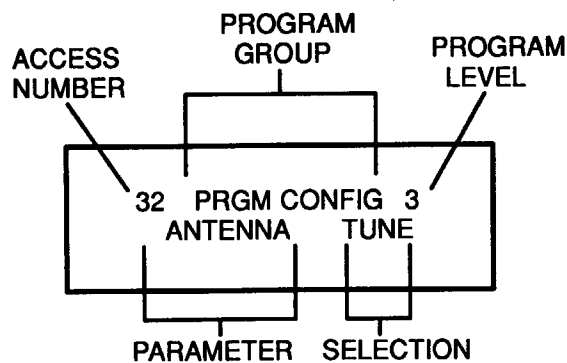 PROGRAM
GROUP
ACCESS
NUMBER
PROGRAM
LEVEL
32 PRGM CONFIG 3
ANTENNA TUNE
PARAMETER SELECTION